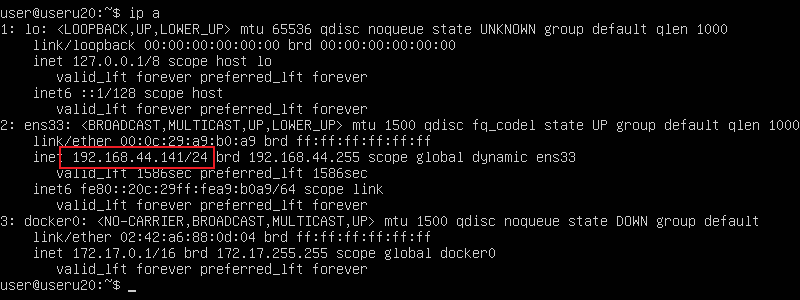 user@useru20:~$ ip a
1: lo: <LOOPBACK,UP,LOWER_UP> mtu 65536 qdisc noqueue state UNKNOWN group default qlen 1000
link/loopback 00:00:00:00:00:00 brd 00:00:00:00:00:00
inet 127.0.0.1/8 scope host lo
valid_lft forever preferred_lft forever
inet6 ::1/128 scope host
valid_lft forever preferred_lft forever
2: ens33: <BROADCAST,MULTICAST,UP,LOWER_UP> mtu 1500 qdisc fq_codel state UP group default qlen 1000
link/ether 00:0c:29:a9:b0:a9 brd ff:ff:ff:ff:ff:ff
inet 192.168.44.141/24 brd 192.168.44.255 scope global dynamic ens33
valid_lft 1586sec preferred_lft 1586sec
inet6 fe80::20c:29ff:fea9:b0a9/64 scope link
valid_lft forever preferred_lft forever
3: docker0: <NO-CARRIER,BROADCAST,MULTICAST,UP> mtu 1500 qdisc noqueue state DOWN group default
link/ether 02:42:a6:88:0d:04 brd ff:ff:ff:ff:ff:ff
inet 172.17.0.1/16 brd 172.17.255.255 scope global docker0
valid_lft forever preferred_lft forever
user@useru20:~$ _